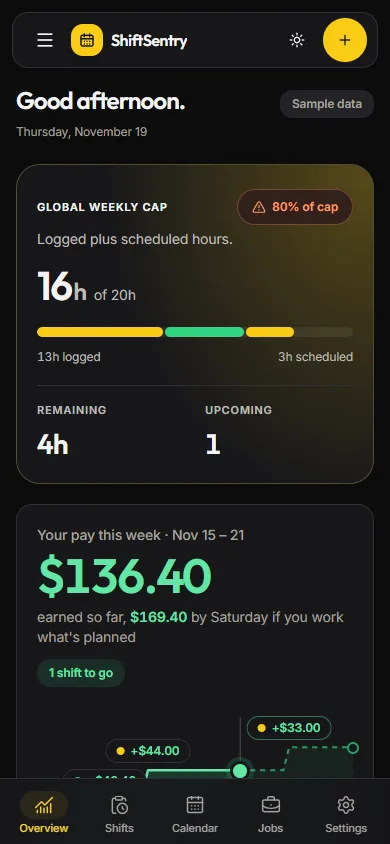 ShiftSentry
Good afternoon.
Sample data
Thursday, November 19
GLOBAL WEEKLY CAP
80% of cap
Logged plus scheduled hours.
16h of 20h
13h logged
3h scheduled
REMAINING
UPCOMING
4h
1
Your pay this week · Nov 15 – 21
$136.40
earned so far, $169.40 by Saturday if you work
what's planned
1 shift to go
+$33.00
+$44.00
Overview
Shifts
Calendar
Jobs
Settings